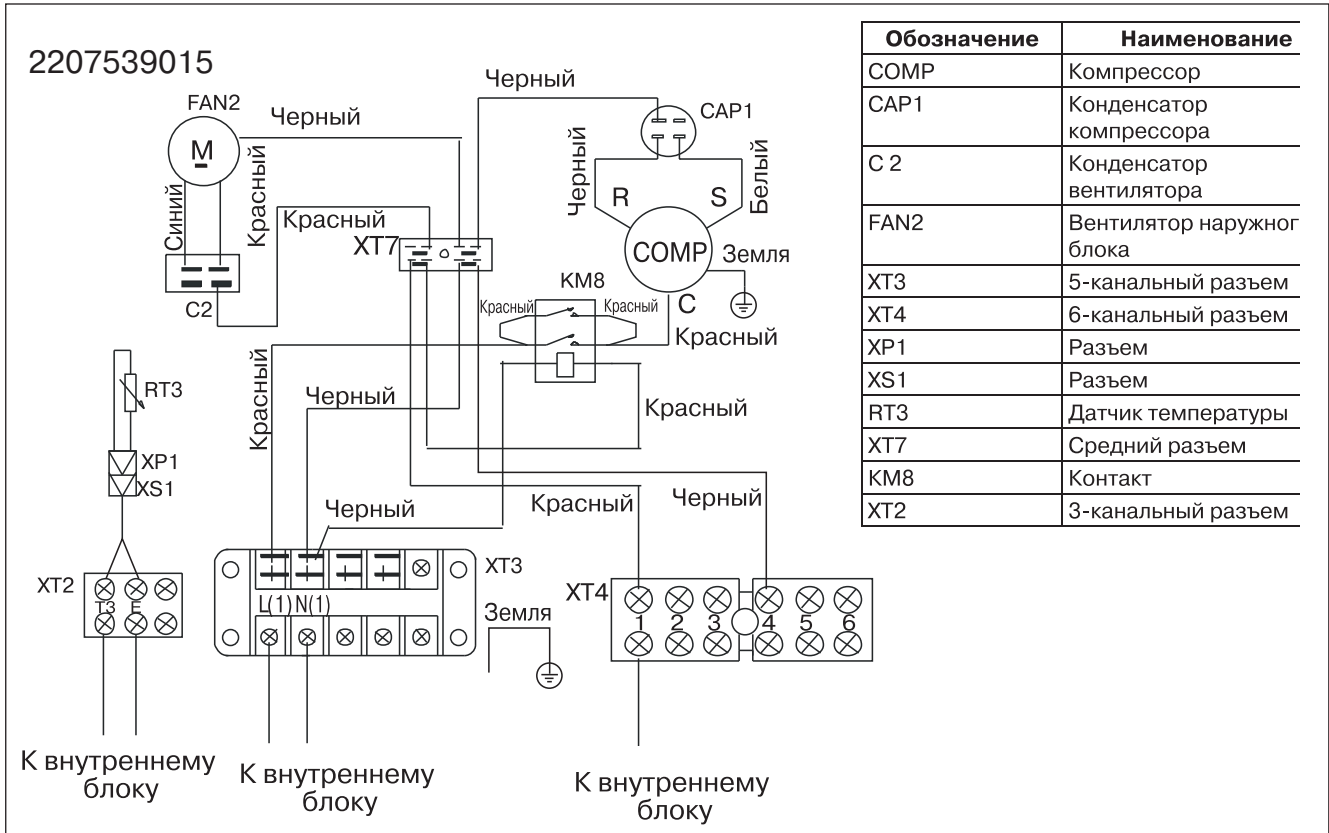 2207539015
FAN2
M
Черный
Черный
CAP1
Синий
Красный
Красный
Черный
Белый
R
S
COMP
Земля
XT7
C2
KM8
Красный
Красный
C
Красный
RT3
XP1
XS1
Красный
Черный
Красный
Черный
Красный
Черный
XT2
T3 E
XT3
L(1) N(1)
Земля
XT4
1 2 3 4 5 6
К внутреннему
блоку
К внутреннему
блоку
К внутреннему
блоку
Обозначение Наименование
COMP Компрессор
CAP1 Конденсатор
компрессора
C 2 Конденсатор
вентилятора
FAN2 Вентилятор наружног
блока
XT3 5-канальный разъем
XT4 6-канальный разъем
XP1 Разъем
XS1 Разъем
RT3 Датчик температуры
XT7 Средний разъем
KM8 Контакт
XT2 3-канальный разъем